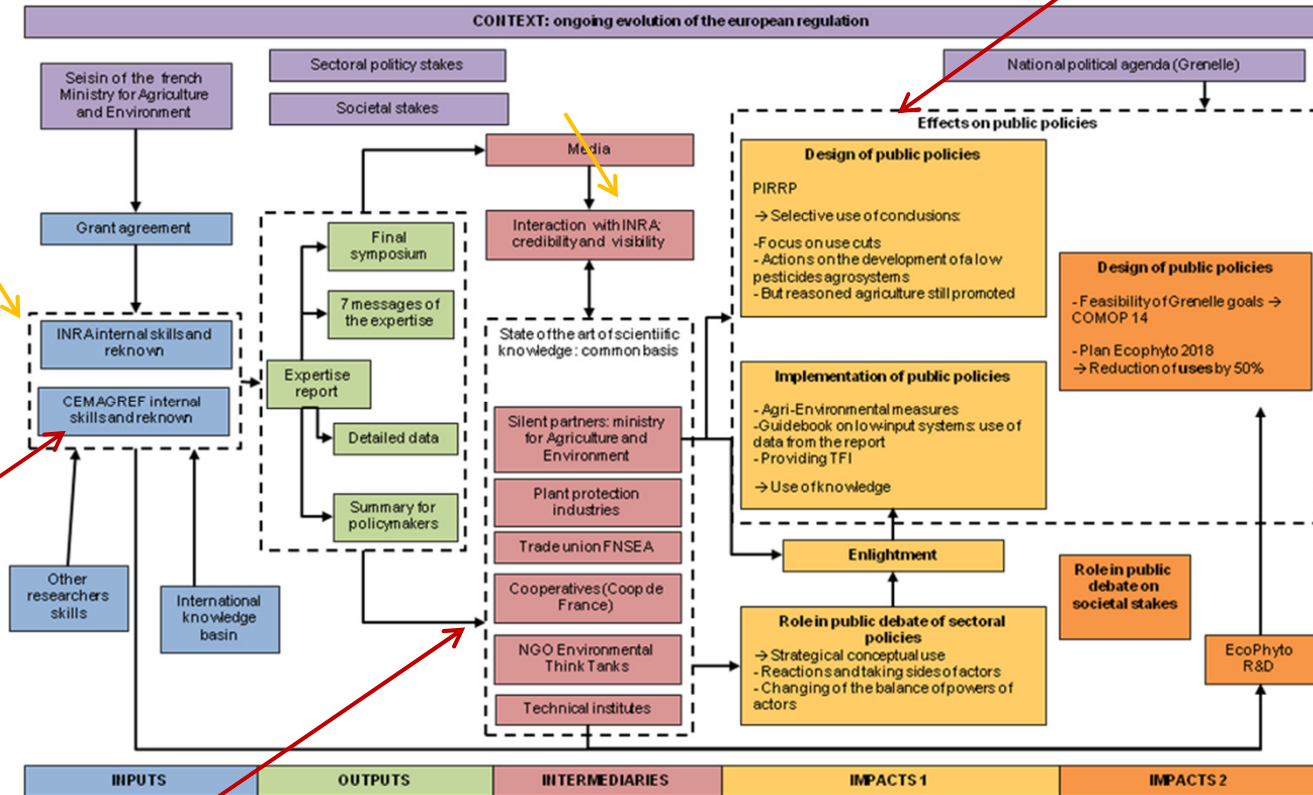 CONTEXT: ongoing evolution of the european regulation
Seisin of the french
Ministry for Agriculture
and Environment
Sectoral politicy stakes
Societal stakes
National political agenda (Grenelle)
Grant agreement
INRA internal skills and
reknown
CEMAGREF internal
skills and reknown
Other
researchers
skills
International
knowledge
basin
Expertise
report
Final
symposium
7 messages of
the expertise
Detailed data
Summary for
policymakers
Media
Interaction with INRA:
credibility and visibility
State of the art of scientific
knowledge : common basis
Silent partners: ministry
for Agriculture and
Environment
Plant protection
industries
Trade union FNSEA
Cooperatives (Coop de
France)
NGO Environmental
Think Tanks
Technical institutes
Effects on public policies
Design of public policies
PIRRP
→ Selective use of conclusions:
-Focus on use cuts
- Actions on the development of a low
pesticides agrosystems
- But reasoned agriculture still promoted
Implementation of public policies
- Agri-Environmental measures
-Guidebook on low input systems: use of
data from the report
- Providing TFI
→ Use of knowledge
Enlightment
Role in public debate of sectoral
policies
→ Strategical conceptual use
- Reactions and taking sides of actors
- Changing of the balance of powers of
actors
Design of public policies
- Feasibility of Grenelle goals →
COMOP 14
- Plan Ecophyto 2018
→ Reduction of uses by 50%
Role in public
debate on
societal stakes
EcoPhyto
R&D
INPUTS
OUTPUTS
INTERMEDIARIES
IMPACTS 1
IMPACTS 2